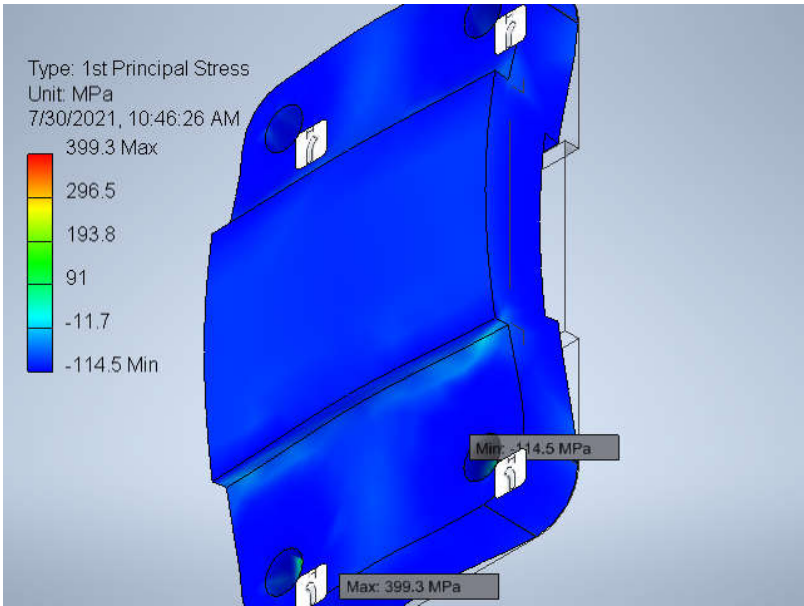 Type: 1st Principal Stress
Unit: MPa
7/30/2021, 10:46:26 AM
399.3 Max
296.5
193.8
91
-11.7
-114.5 Min
Min: -114.5 MPa
Max: 399.3 MPa